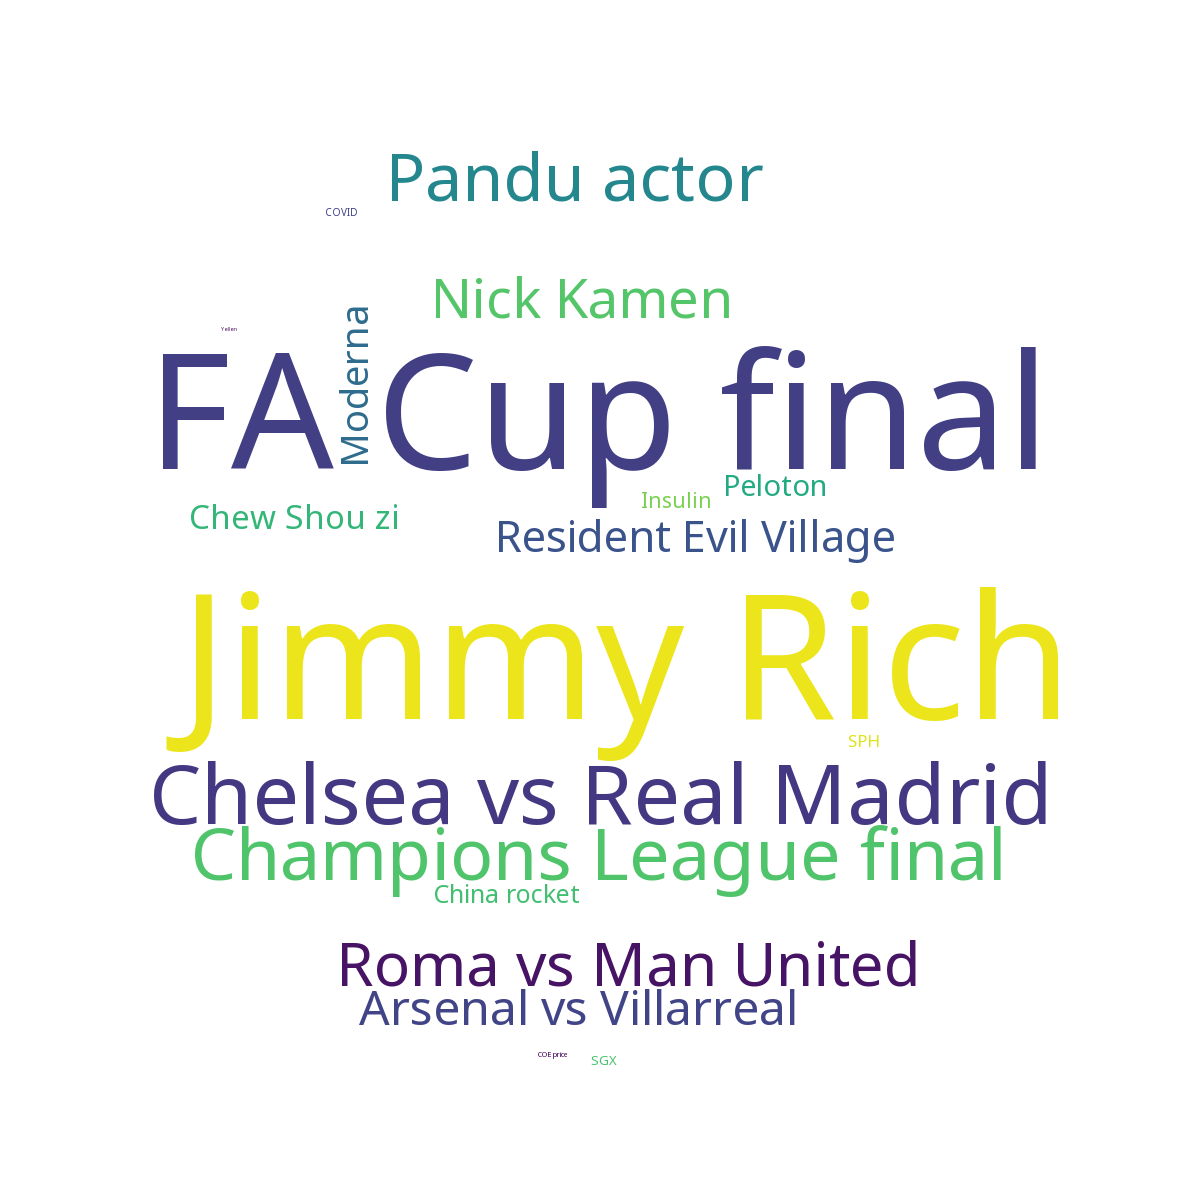 Pandu actor
COVID
Nick Kamen
Moderna
Yellen
FA Cup final
Peloton
Insulin
Chew Shou zi
Resident Evil Village
Jimmy Rich
SPH
Chelsea vs Real Madrid
Champions League final
China rocket
Roma vs Man United
Arsenal vs Villarreal
COE price
SGX